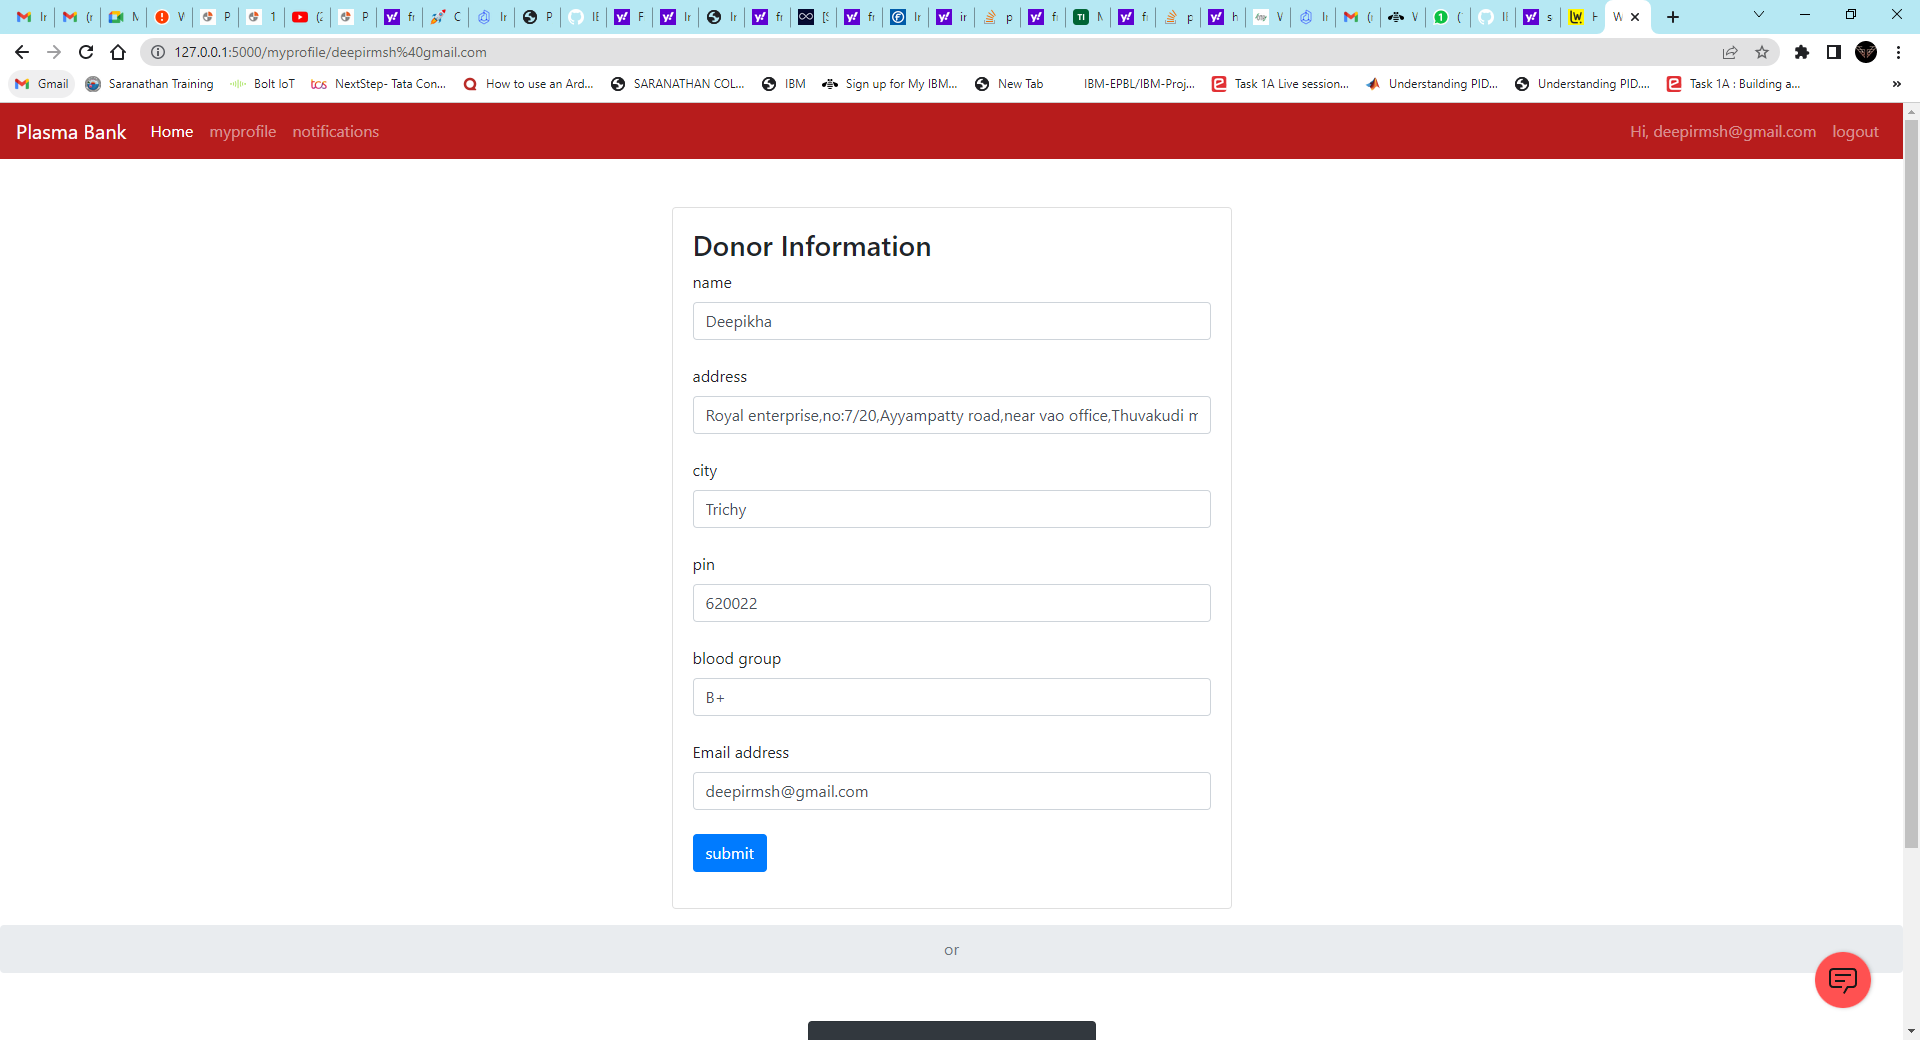 127.0.0.1:5000/myprofile/deepirmsh%40gmail.com
Gmail Saranathan Training Bolt IoT NextStep- Tata Con... How to use an Ard... SARANATHAN COL... IBM Sign up for My IBM... New Tab IBM-EPBL/IBM-Proj... Task 1A Live session... Understanding PID... Understanding PID.... Task 1A : Building a... »
Plasma Bank Home myprofile notifications Hi, deepirmsh@gmail.com logout
Donor Information
name
Deepikha
address
Royal enterprise,no:7/20,Ayyampatty road,near vao office,Thuvakudi m
city
Trichy
pin
620022
blood group
B+
Email address
deepirmsh@gmail.com
submit
or